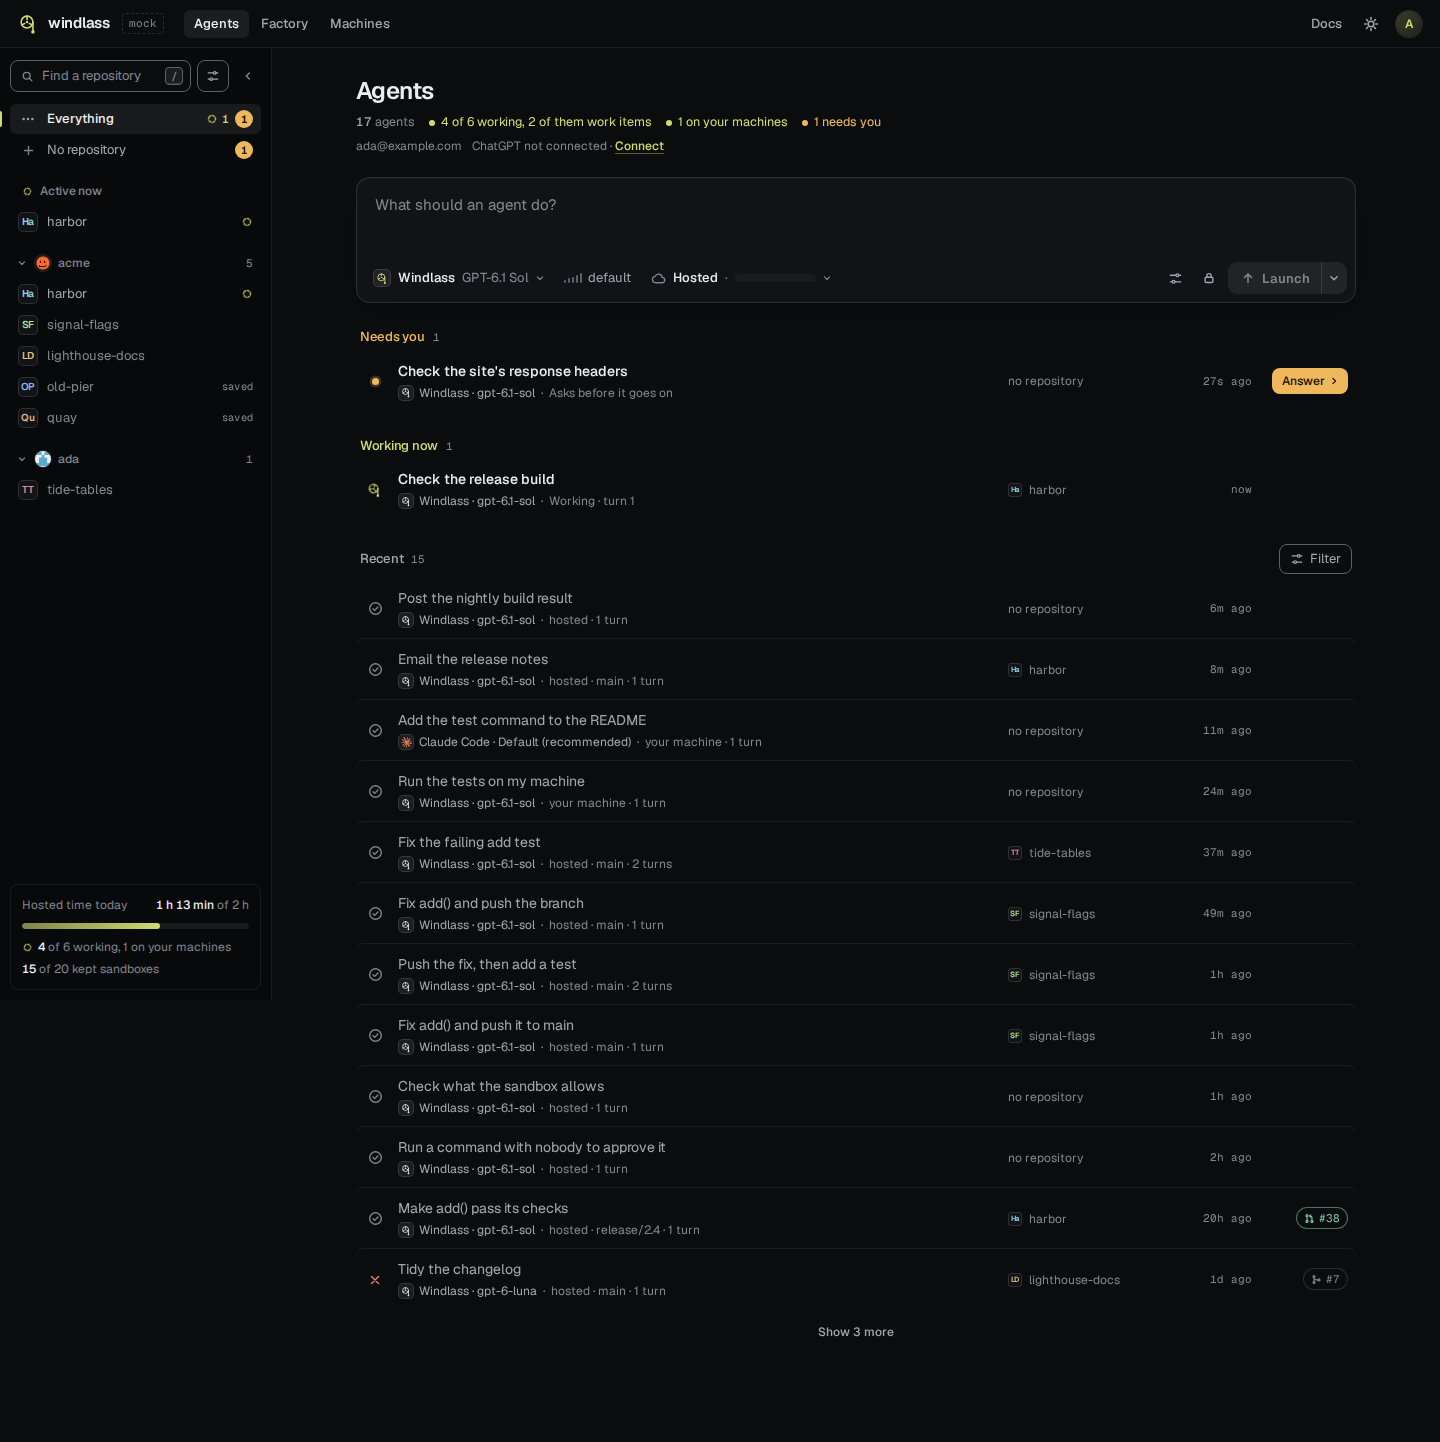 windlass mock Agents Factory Machines Docs A
Find a repository /
Everything 1 1
No repository 1
Active now
Ha harbor
acme 5
Ha harbor
SF signal-flags
LD lighthouse-docs
OP old-pier saved
Qu quay saved
ada 1
TT tide-tables
Hosted time today 1 h 13 min of 2 h
4 of 6 working, 1 on your machines
15 of 20 kept sandboxes
Agents
17 agents 4 of 6 working, 2 of them work items 1 on your machines 1 needs you
ada@example.com ChatGPT not connected · Connect
What should an agent do?
Windlass GPT-6.1 Sol default Hosted · Launch
Needs you 1
Check the site's response headers
Windlass · gpt-6.1-sol · Asks before it goes on
no repository 27s ago Answer
Working now 1
Check the release build
Windlass · gpt-6.1-sol · Working · turn 1
Ha harbor now
Recent 15 Filter
Post the nightly build result
Windlass · gpt-6.1-sol · hosted · 1 turn
no repository 6m ago
Email the release notes
Windlass · gpt-6.1-sol · hosted · main · 1 turn
Ha harbor 8m ago
Add the test command to the README
Claude Code · Default (recommended) · your machine · 1 turn
no repository 11m ago
Run the tests on my machine
Windlass · gpt-6.1-sol · your machine · 1 turn
no repository 24m ago
Fix the failing add test
Windlass · gpt-6.1-sol · hosted · main · 2 turns
TT tide-tables 37m ago
Fix add() and push the branch
Windlass · gpt-6.1-sol · hosted · main · 1 turn
SF signal-flags 49m ago
Push the fix, then add a test
Windlass · gpt-6.1-sol · hosted · main · 2 turns
SF signal-flags 1h ago
Fix add() and push it to main
Windlass · gpt-6.1-sol · hosted · main · 1 turn
SF signal-flags 1h ago
Check what the sandbox allows
Windlass · gpt-6.1-sol · hosted · 1 turn
no repository 1h ago
Run a command with nobody to approve it
Windlass · gpt-6.1-sol · hosted · 1 turn
no repository 2h ago
Make add() pass its checks
Windlass · gpt-6.1-sol · hosted · release/2.4 · 1 turn
Ha harbor 20h ago #38
Tidy the changelog
Windlass · gpt-6-luna · hosted · main · 1 turn
LD lighthouse-docs 1d ago #7
Show 3 more